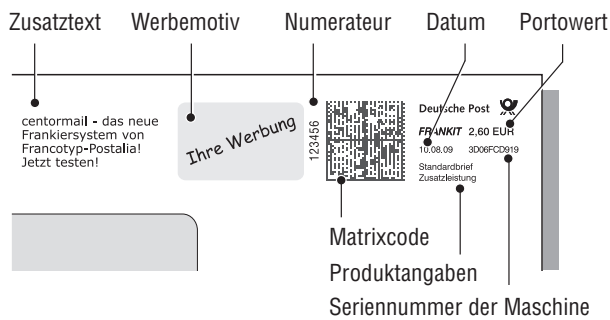 Zusatztext Werbemotiv Numerateur Datum Portowert
centormail - das neue
Frankiersystem von
Francotyp-Postalia!
Jetzt testen!
Ihre Werbung
123456
Deutsche Post
FRANKIT 2,60 EUR
10.08.09 3D06FCD919
Standardbrief
Zusatzleistung
Matrixcode
Produktangaben
Seriennummer der Maschine